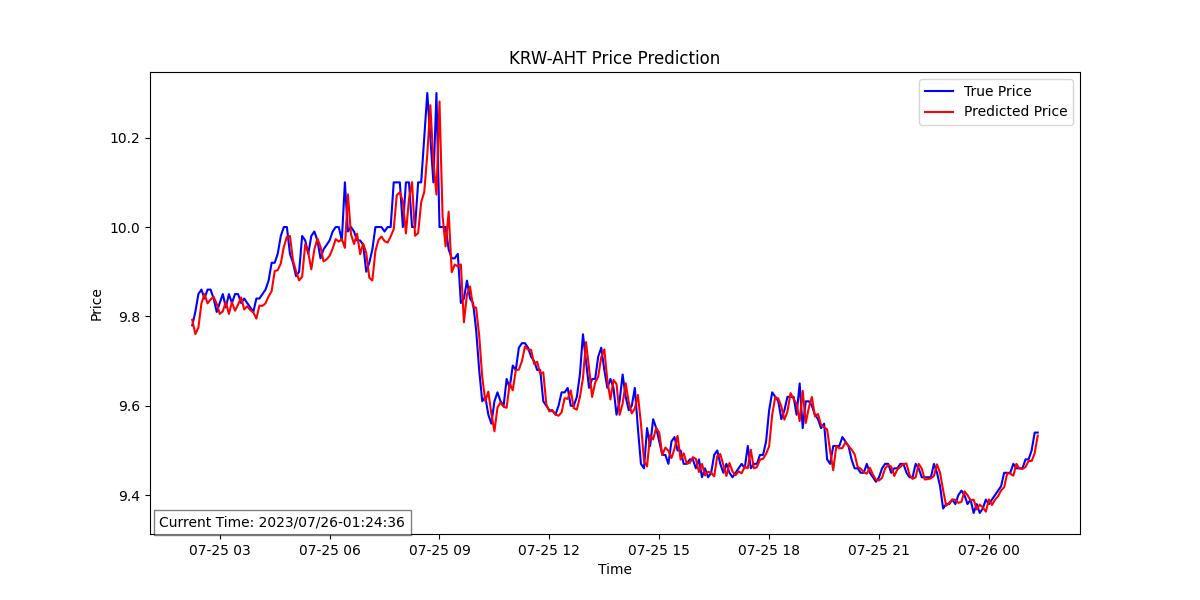 KRW-AHT Price Prediction
True Price
Predicted Price
10.2
10.0
9.8
9.6
9.4
Price
Current Time: 2023/07/26-01:24:36
07-25 03
07-25 06
07-25 09
07-25 12
07-25 15
07-25 18
07-25 21
07-26 00
Time